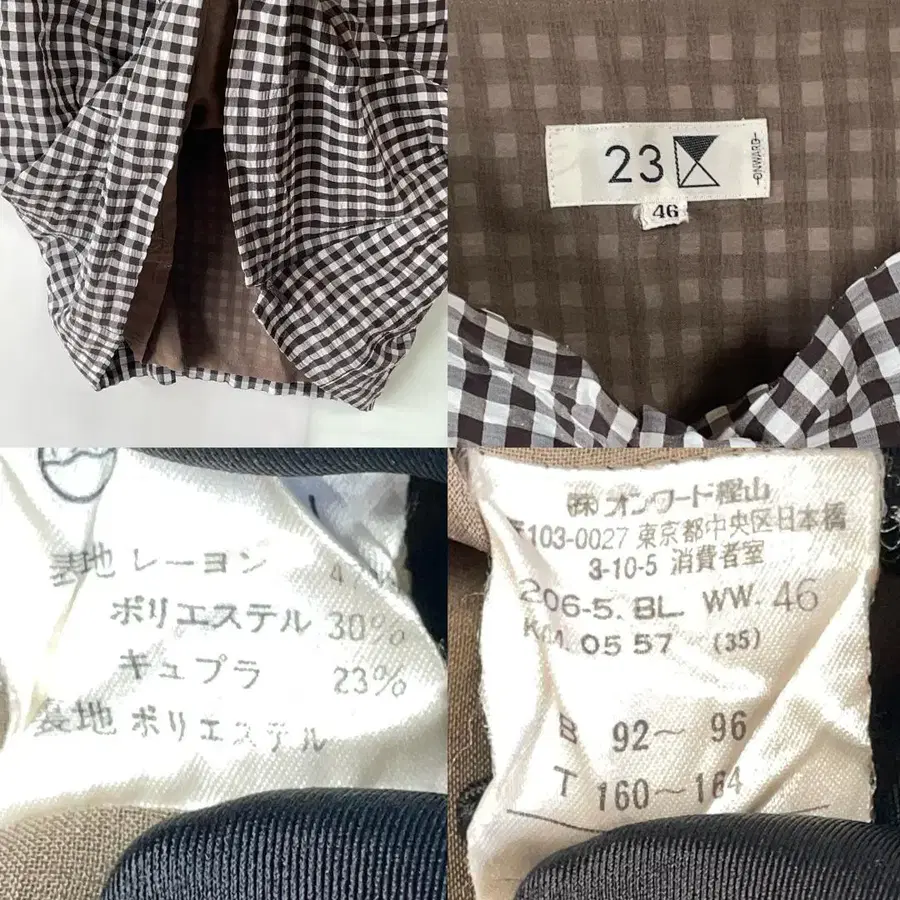 23
ONWARD
46
表地 レーヨン
ポリエステル 30%
キュプラ 23%
裏地 ポリエステル
㈱オンワード樫山
〒103-0027 東京都中央区日本橋
3-10-5 消費者室
206-5. BL WW. 46
0557 (35)
B 92~96
T 160~164